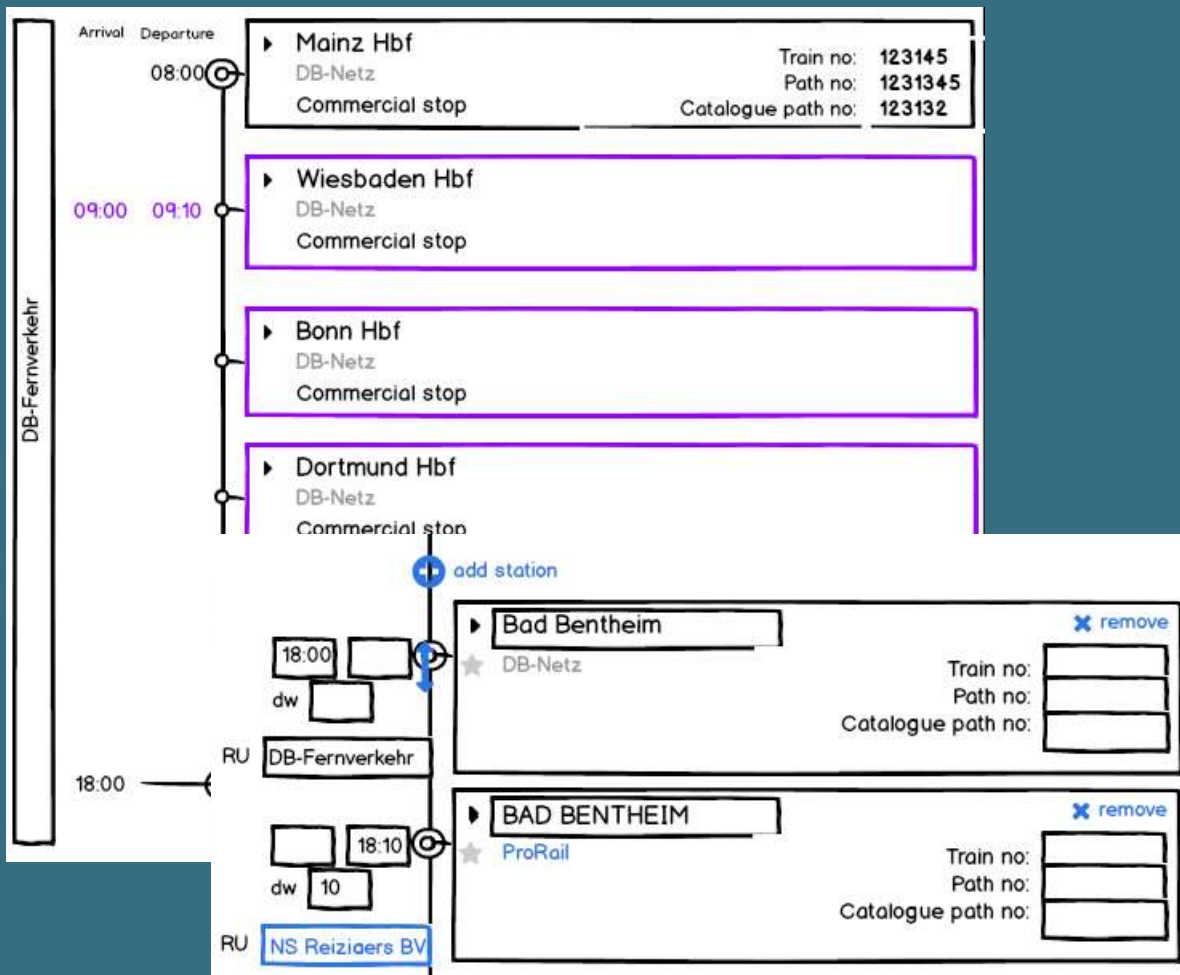 Arrival Departure
DB-Fernverkehr
08:00
Mainz Hbf
DB-Netz
Commercial stop
Train no: 123145
Path no: 1231345
Catalogue path no: 123132
09:00 09:10
Wiesbaden Hbf
DB-Netz
Commercial stop
Bonn Hbf
DB-Netz
Commercial stop
Dortmund Hbf
DB-Netz
Commercial stop
18:00
add station
18:00
dw
RU DB-Fernverkehr
Bad Bentheim
DB-Netz
remove
Train no:
Path no:
Catalogue path no:
18:10
dw 10
RU NS Reizigers BV
BAD BENTHEIM
ProRail
remove
Train no:
Path no:
Catalogue path no: